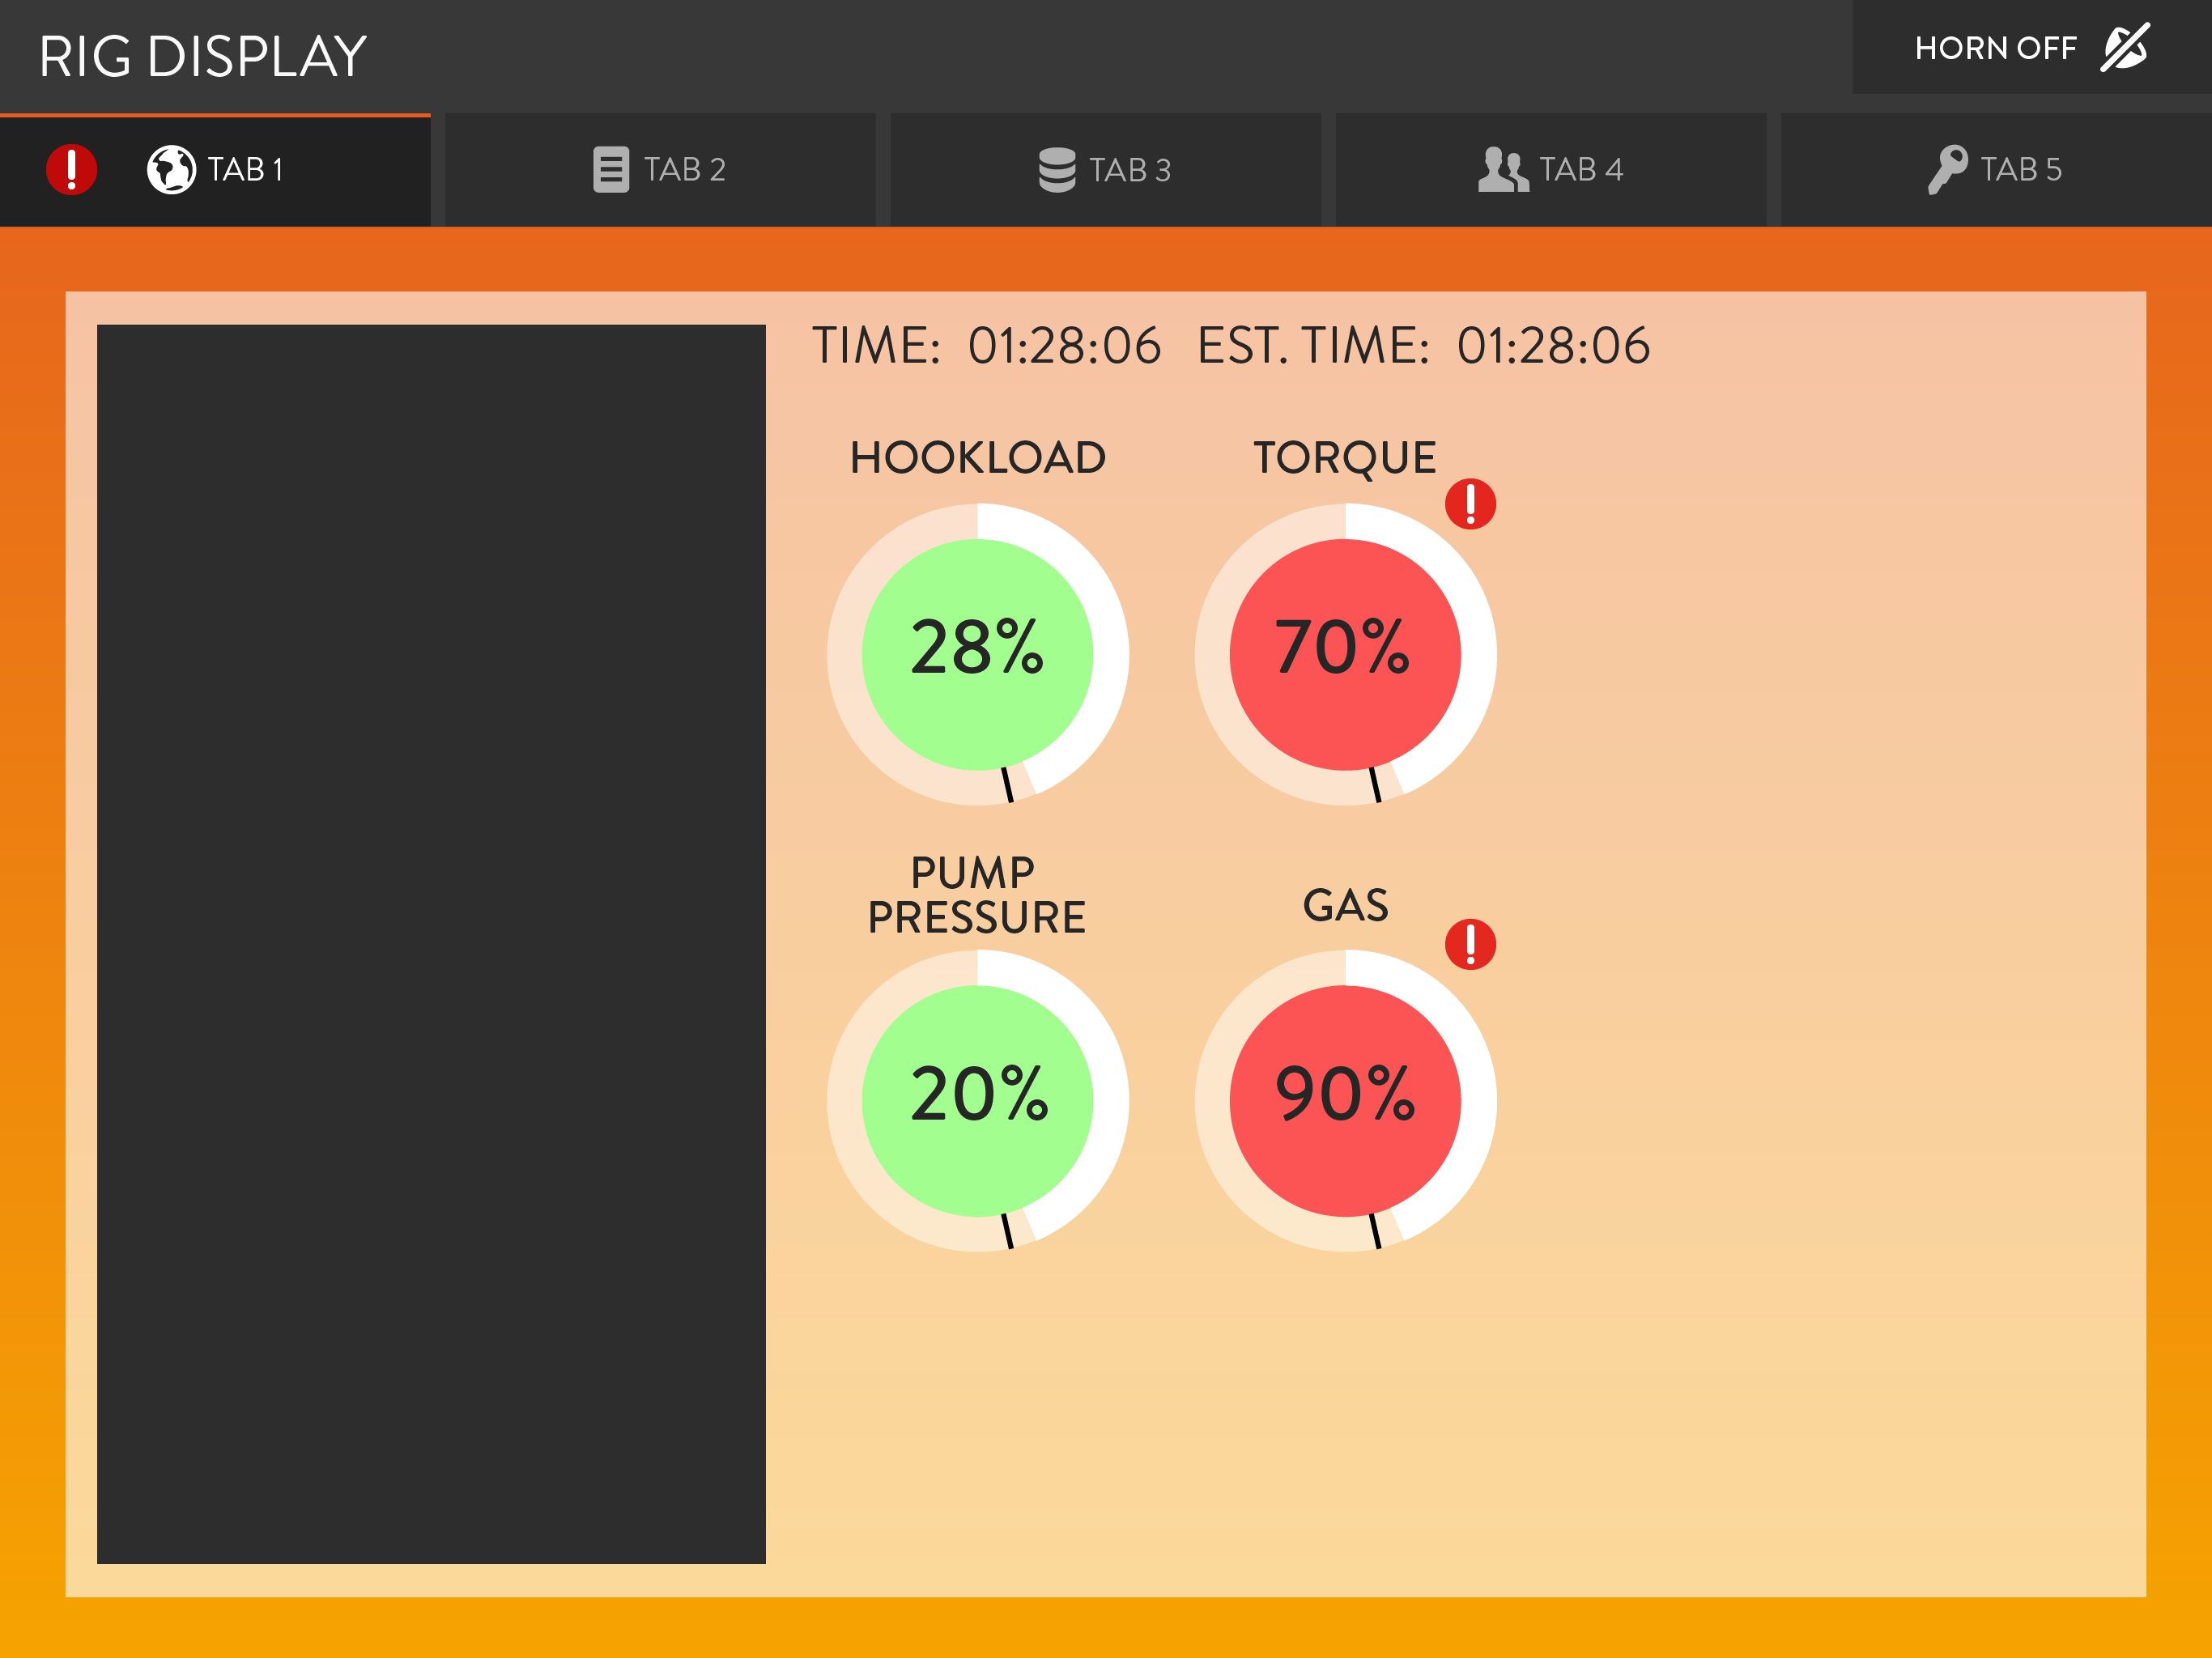 RIG DISPLAY
HORN OFF
TAB 1
TAB 2
TAB 3
TAB 4
TAB 5
TIME: 01:28:06 EST. TIME: 01:28:06
HOOKLOAD
TORQUE
28%
70%
PUMP
PRESSURE
GAS
20%
90%